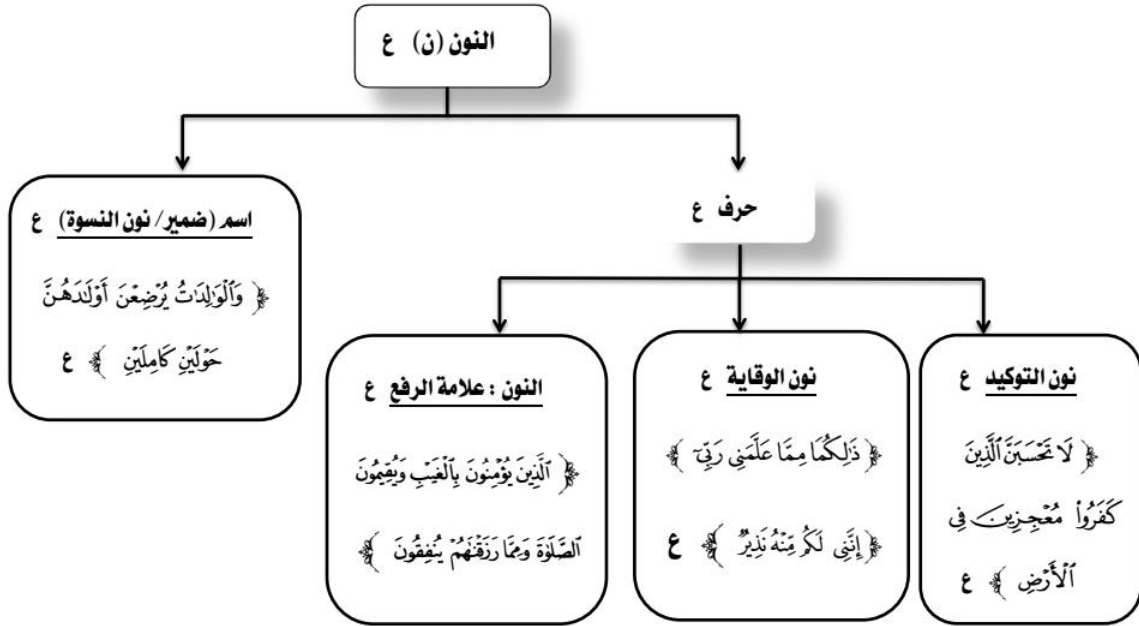 النون (ن) ع
حرف ع
اسم (ضمير/ نون النسوة) ع
﴿ وَٱلْوَٰلِدَٰتُ يُرْضِعْنَ أَوْلَٰدَهُنَّ
حَوْلَيْنِ كَامِلَيْنِ ﴾ ع
نون التوكيد ع
﴿ لَا تَحْسَبَنَّ ٱلَّذِينَ
كَفَرُوا۟ مُعْجِزِينَ فِى
ٱلْأَرْضِ ﴾ ع
نون الوقاية ع
﴿ ذَٰلِكُمَا مِمَّا عَلَّمَنِى رَبِّىٓ ﴾
﴿ إِنَّنِى لَكُم مِّنْهُ نَذِيرٌ ﴾ ع
النون : علامة الرفع ع
﴿ ٱلَّذِينَ يُؤْمِنُونَ بِٱلْغَيْبِ وَيُقِيمُونَ
ٱلصَّلَوٰةَ وَمِمَّا رَزَقْنَٰهُمْ يُنفِقُونَ ﴾